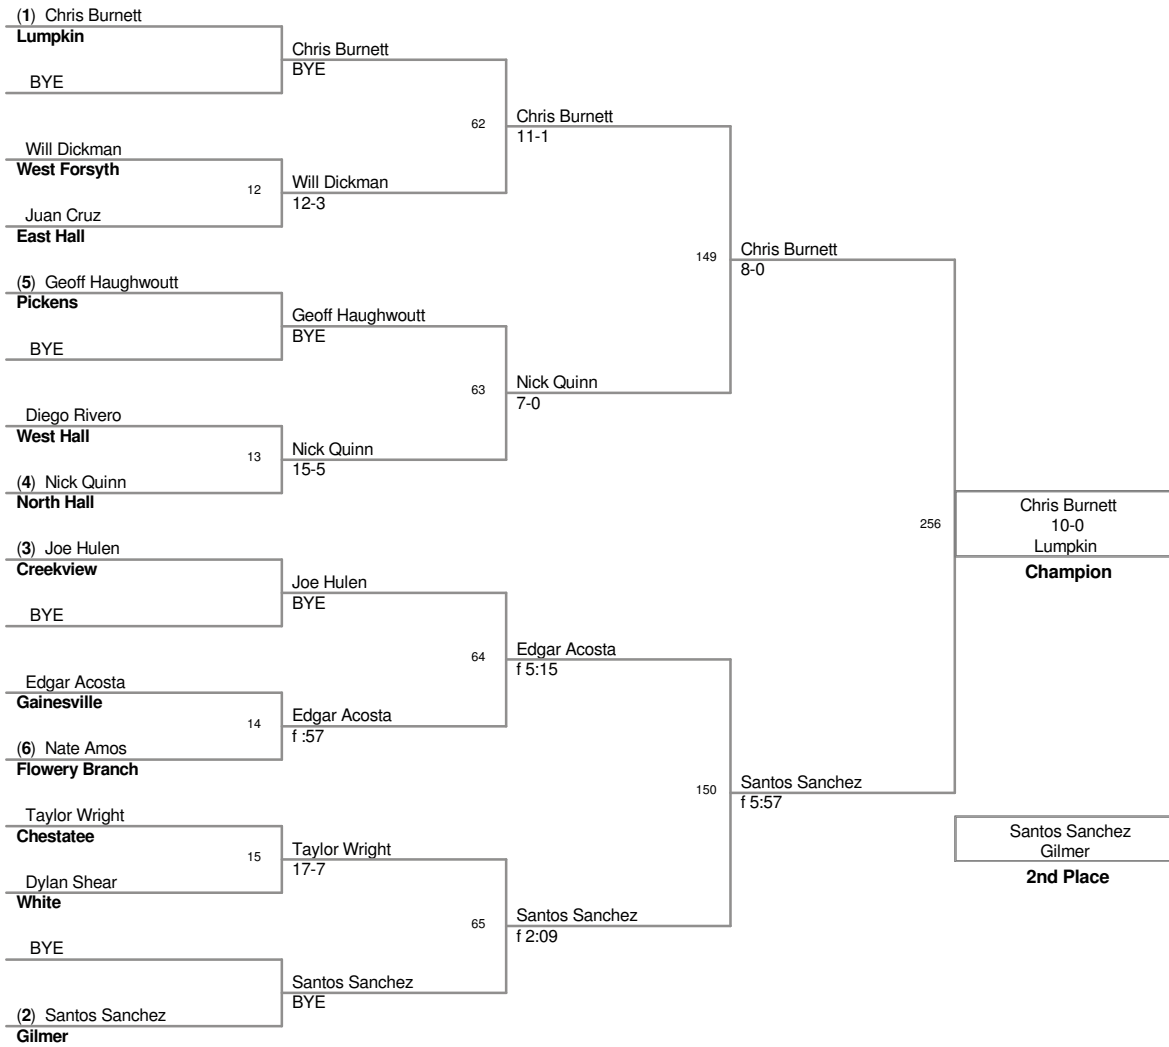 (1) Chris Burnett
Lumpkin
BYE
Will Dickman
West Forsyth
Juan Cruz
East Hall
(5) Geoff Haughwoutt
Pickens
BYE
Diego Rivero
West Hall
(4) Nick Quinn
North Hall
(3) Joe Hulen
Creekview
BYE
Edgar Acosta
Gainesville
(6) Nate Amos
Flowery Branch
Taylor Wright
Chestatee
Dylan Shear
White
BYE
(2) Santos Sanchez
Gilmer
12
13
14
15
Chris Burnett
BYE
Will Dickman
12-3
Geoff Haughwoutt
BYE
Nick Quinn
15-5
Joe Hulen
BYE
Edgar Acosta
f :57
Taylor Wright
17-7
Santos Sanchez
BYE
62
63
64
65
Chris Burnett
11-1
Nick Quinn
7-0
Edgar Acosta
f 5:15
Santos Sanchez
f 2:09
149
150
Chris Burnett
8-0
Santos Sanchez
f 5:57
256
Chris Burnett
10-0
Lumpkin
Champion
Santos Sanchez
Gilmer
2nd Place